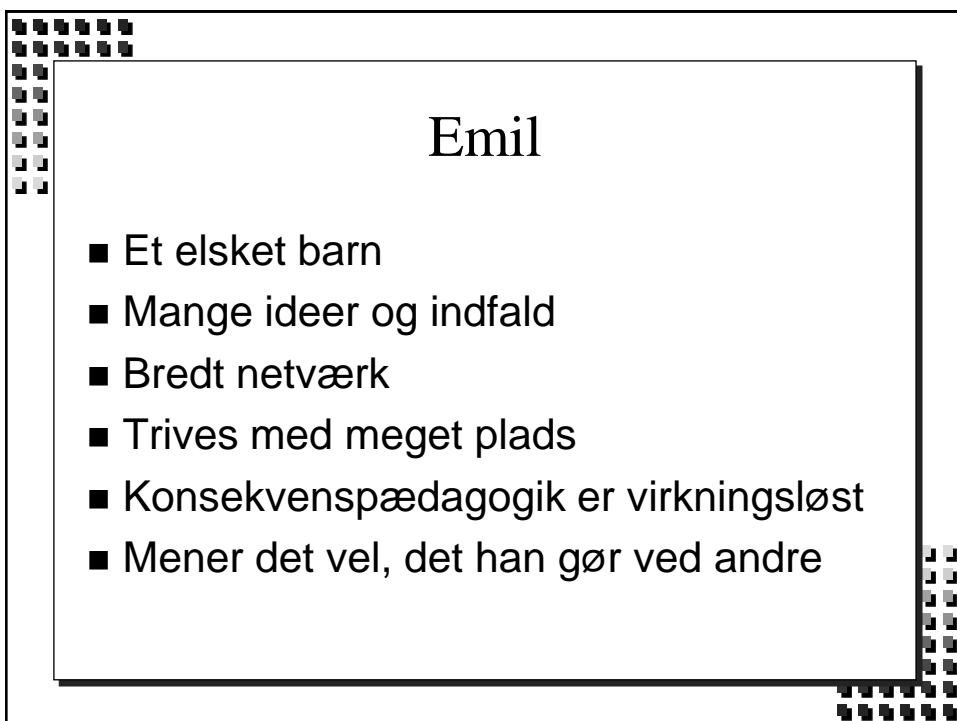 Emil
■ Et elsket barn
■ Mange ideer og indfald
■ Bredt netværk
■ Trives med meget plads
■ Konsekvenspædagogik er virkningsløst
■ Mener det vel, det han gør ved andre